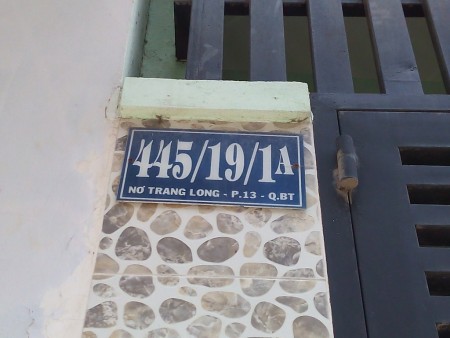 445/19/1A
NƠ TRANG LONG - P.13 - Q.BT